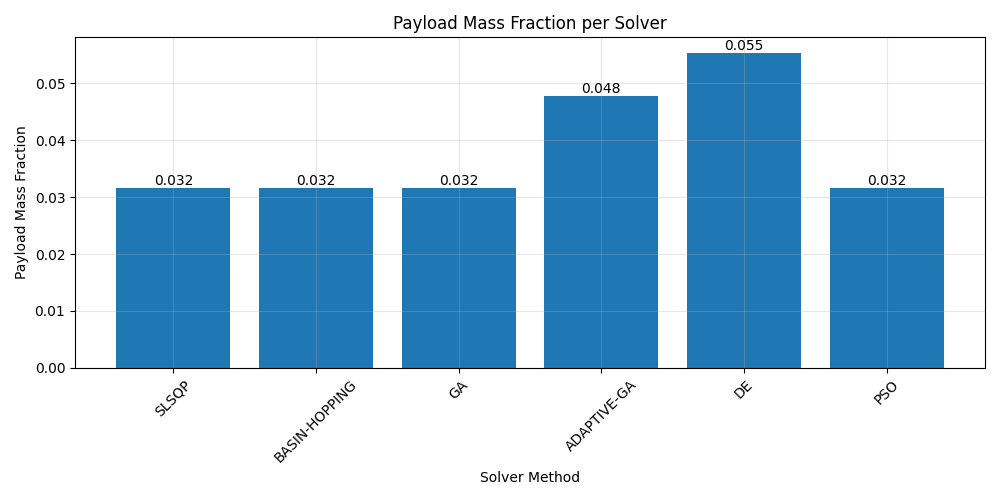 Payload Mass Fraction per Solver
0.055
0.048
0.032
0.032
0.032
0.032
0.05
0.04
0.03
0.02
0.01
0.00
Payload Mass Fraction
SLSQP
BASIN-HOPPING
GA
ADAPTIVE-GA
DE
PSO
Solver Method